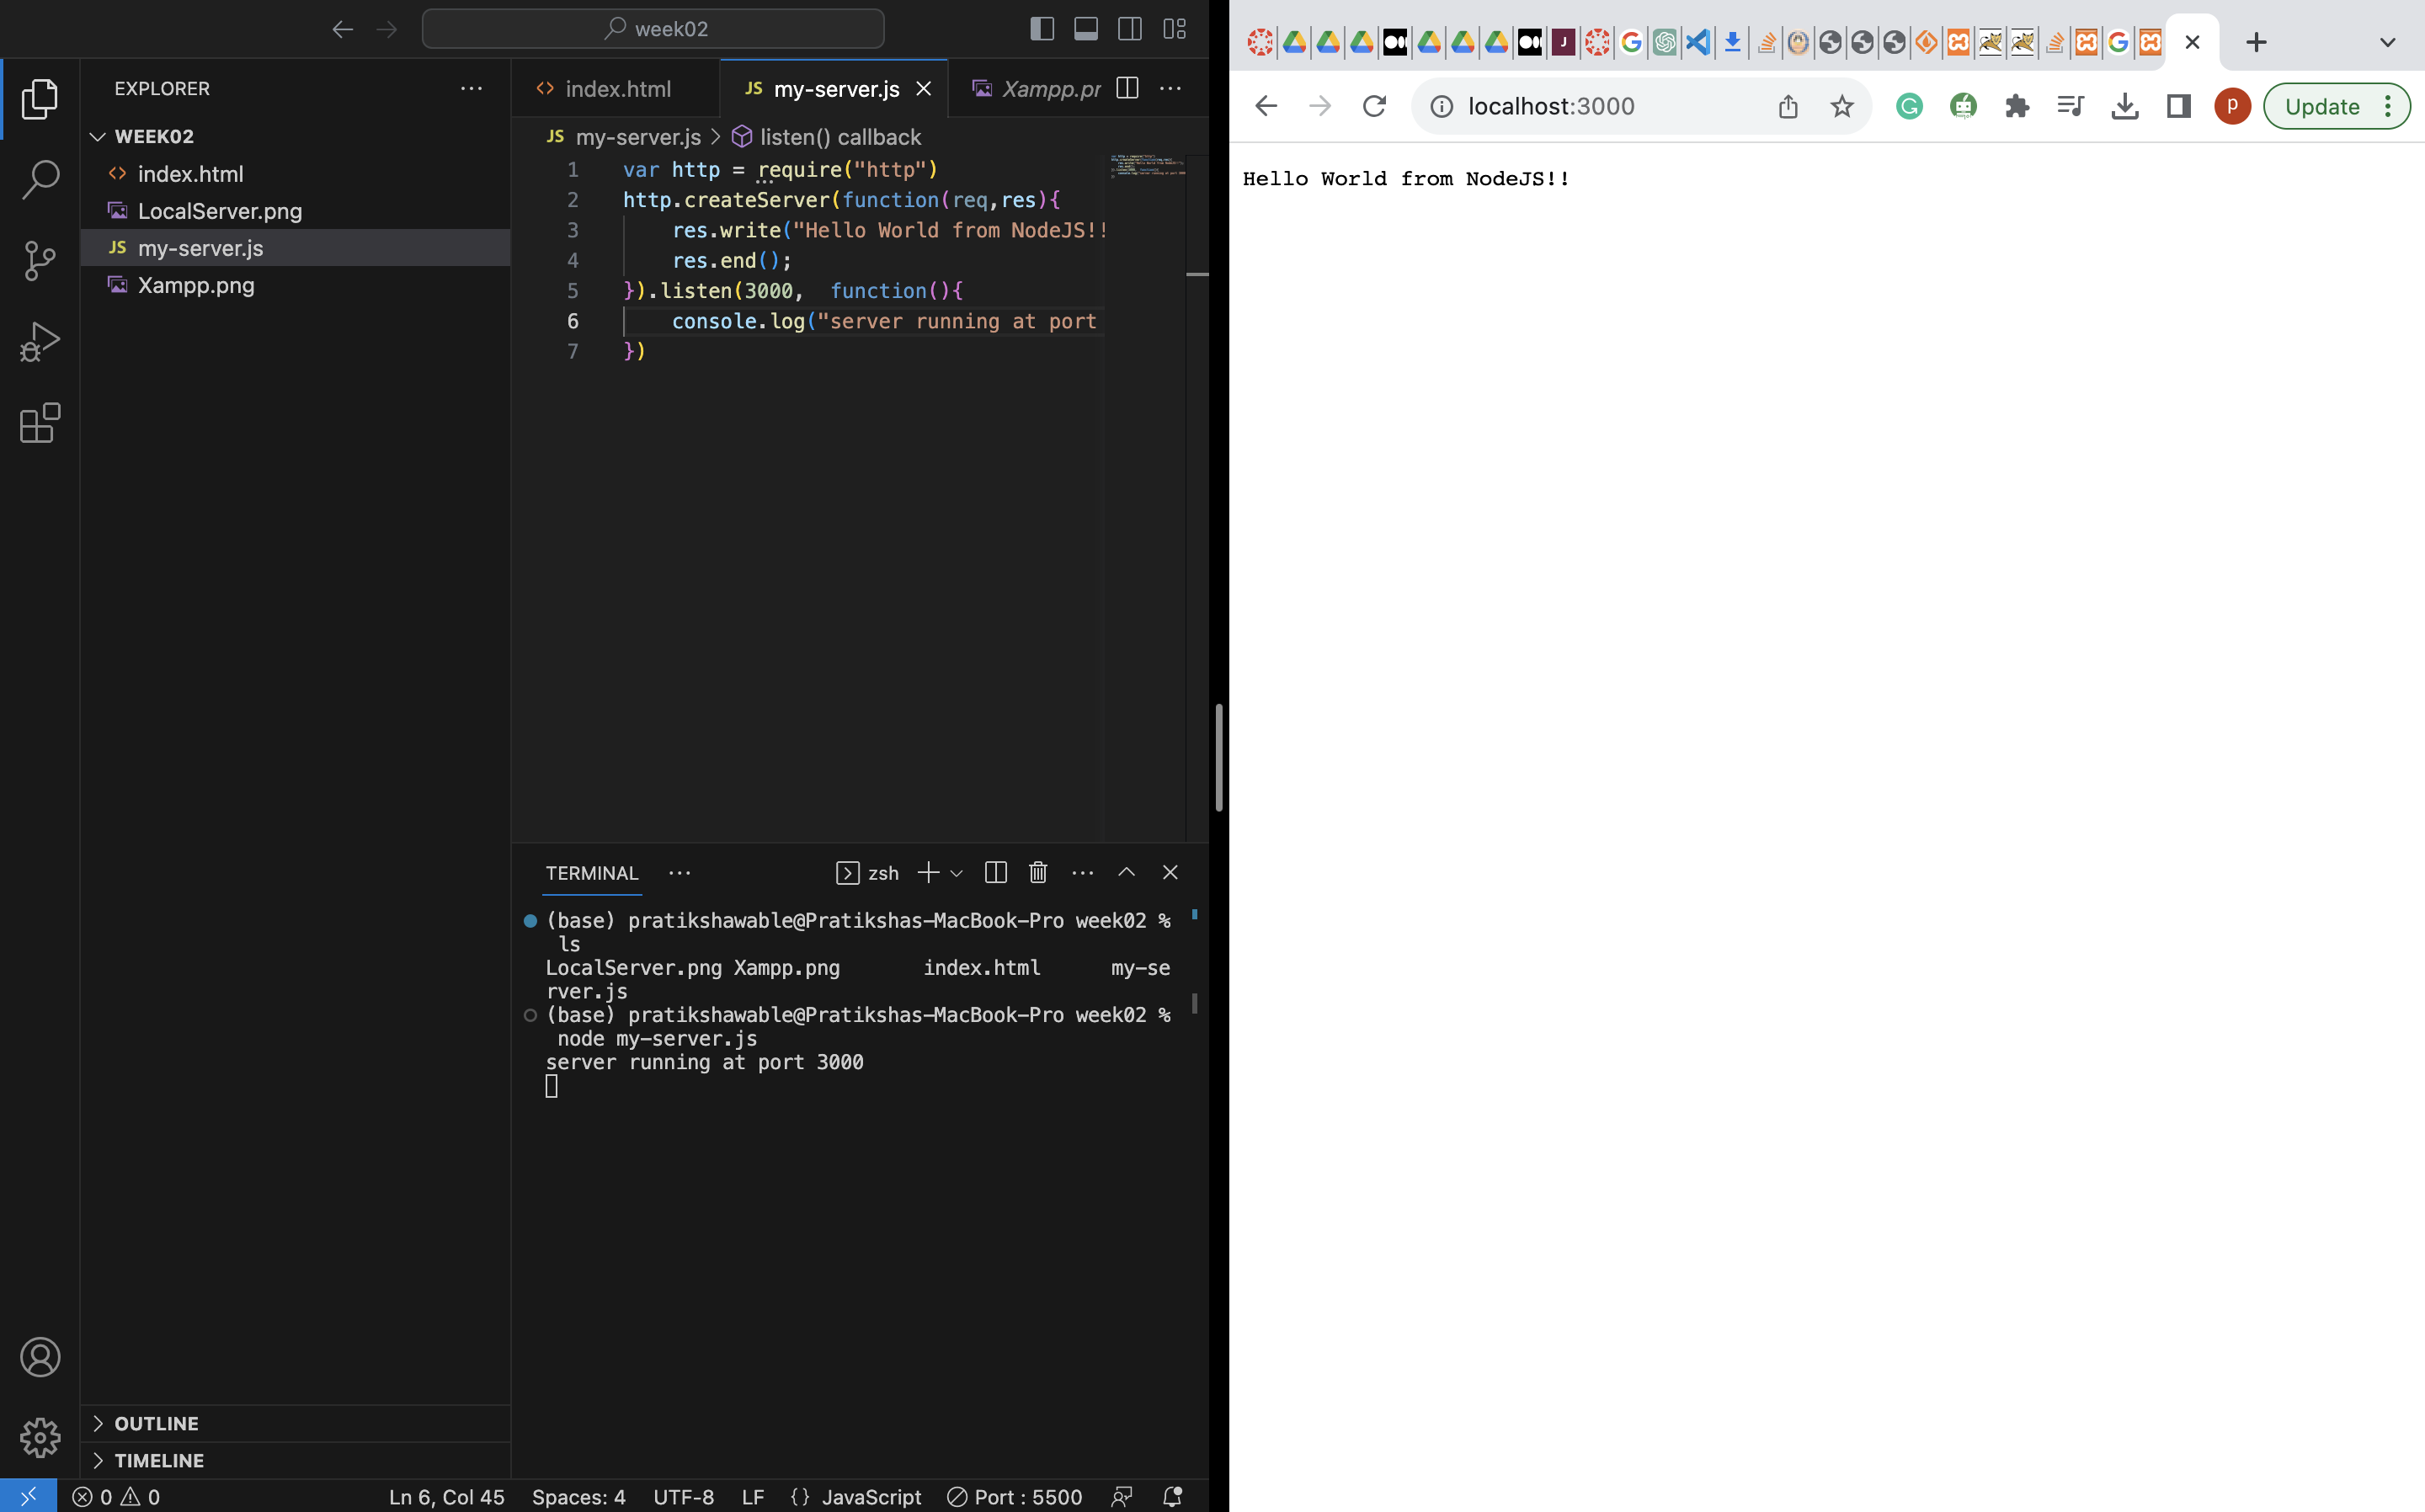 week02
EXPLORER
WEEK02
index.html
LocalServer.png
my-server.js
Xampp.png
OUTLINE
TIMELINE
index.html
JS my-server.js
Xampp.pr
JS my-server.js > listen() callback
1 var http = require("http")
2 http.createServer(function(req,res){
3 res.write("Hello World from NodeJS!!
4 res.end();
5 }).listen(3000,  function(){
6 console.log("server running at port
7 })
TERMINAL
zsh
(base) pratikshawable@Pratikshas-MacBook-Pro week02 %
ls
LocalServer.png Xampp.png index.html my-se
rver.js
(base) pratikshawable@Pratikshas-MacBook-Pro week02 %
node my-server.js
server running at port 3000
0 0
Ln 6, Col 45
Spaces: 4
UTF-8
LF
{} JavaScript
Port : 5500
localhost:3000
p
Update
Hello World from NodeJS!!